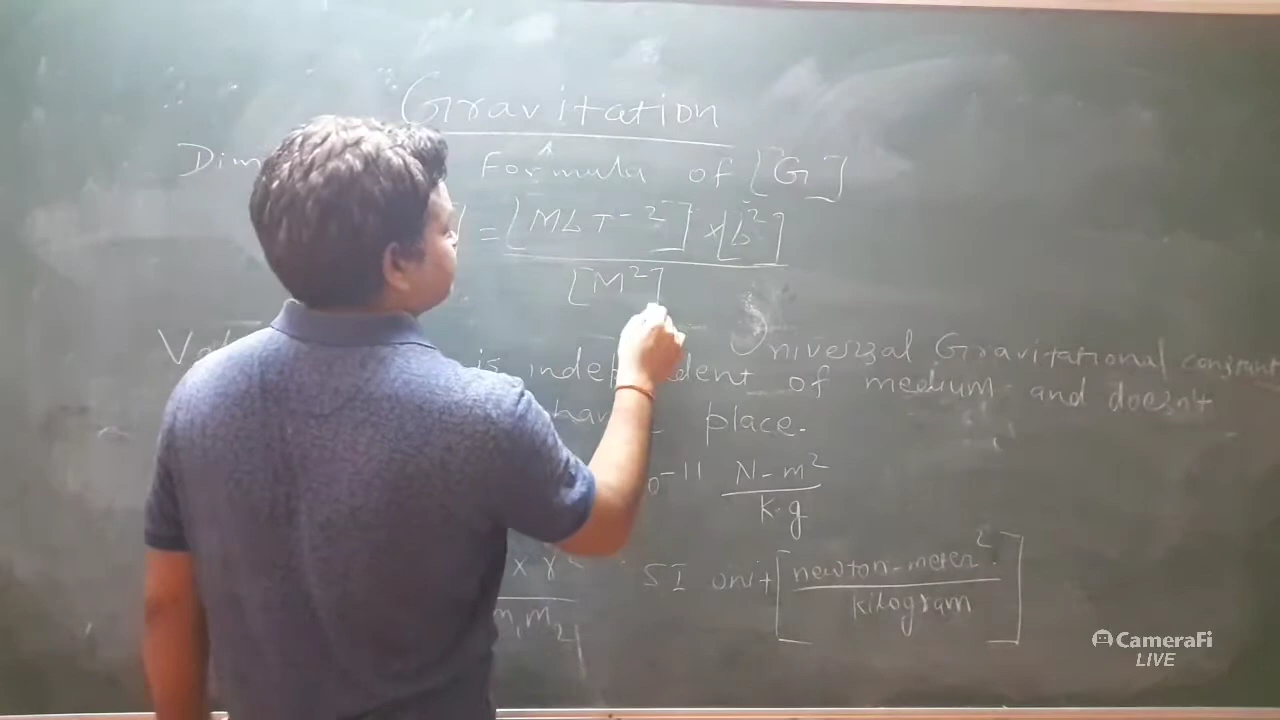 Gravitation
Dim Formula of [G]
= [MLT⁻²] × [L²]
[M²]
Universal Gravitational constant
is independent of medium and doesn't
place.
⁻¹¹ N-m²
k.g
x r
m₁m₂
SI unit [newton-meter²
kilogram]
CameraFi
LIVE